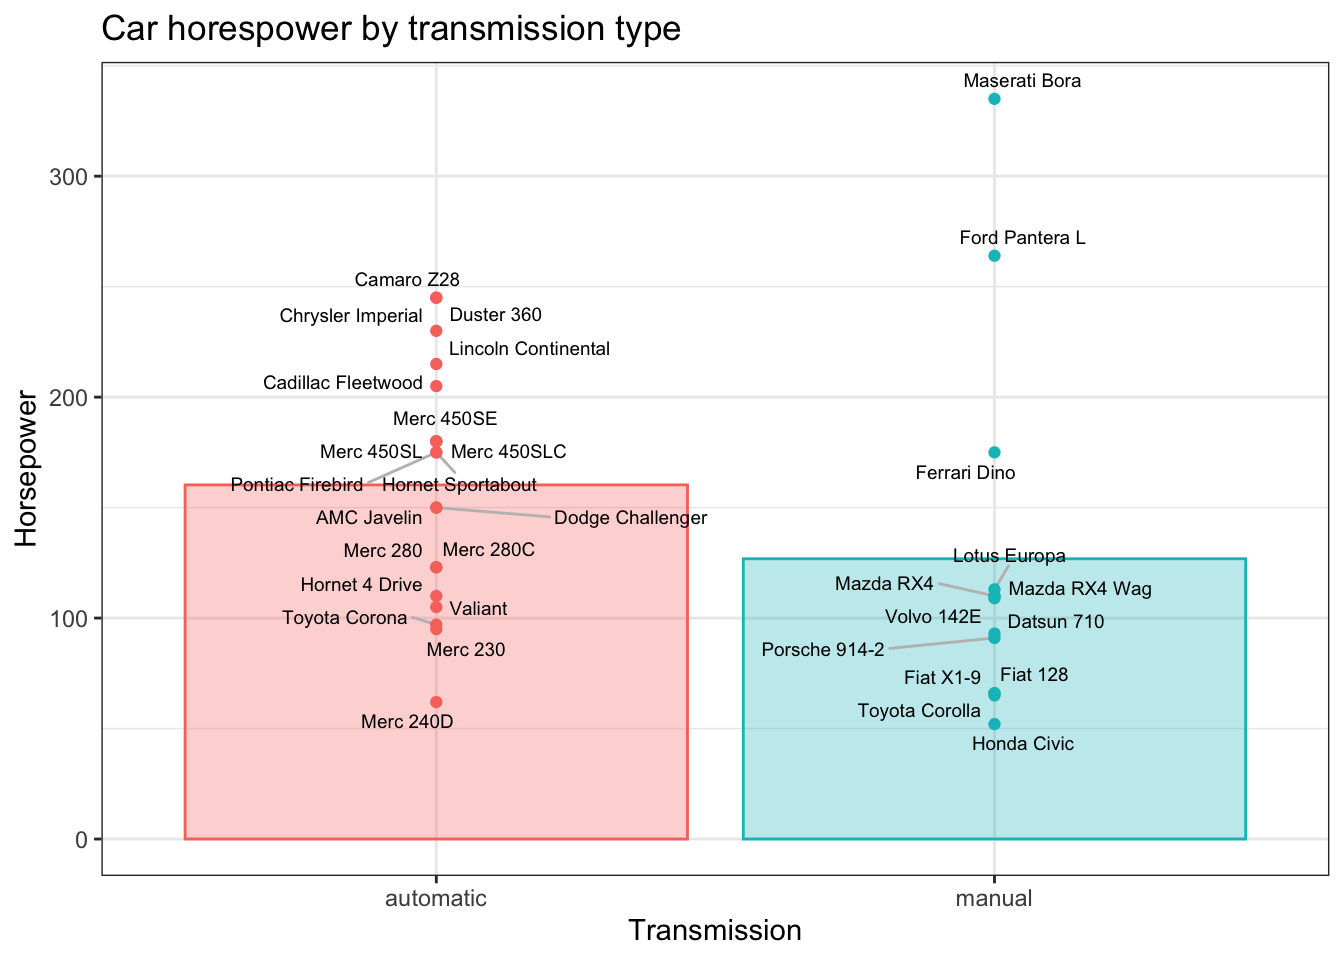 Car horespower by transmission type
Maserati Bora
300
Ford Pantera L
Camaro Z28
Chrysler Imperial
Duster 360
Lincoln Continental
Cadillac Fleetwood
200
Merc 450SE
Merc 450SL
Merc 450SLC
Ferrari Dino
Pontiac Firebird
Hornet Sportabout
AMC Javelin
Dodge Challenger
Merc 280
Merc 280C
Lotus Europa
Hornet 4 Drive
Mazda RX4
Mazda RX4 Wag
Valiant
100
Toyota Corona
Volvo 142E
Datsun 710
Merc 230
Porsche 914-2
Fiat X1-9
Fiat 128
Merc 240D
Toyota Corolla
Honda Civic
0
Horsepower
automatic
manual
Transmission